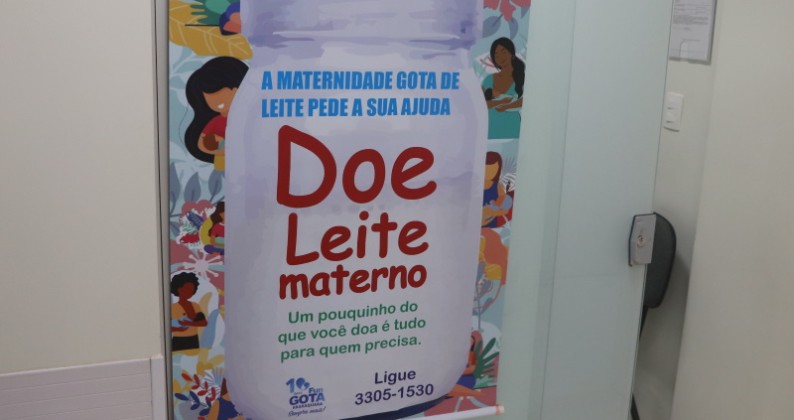 A MATERNIDADE GOTA DE
LEITE PEDE A SUA AJUDA
Doe
Leite
materno
Um pouquinho do
que você doa é tudo
para quem precisa.
GOTA
Ligue
3305-1530